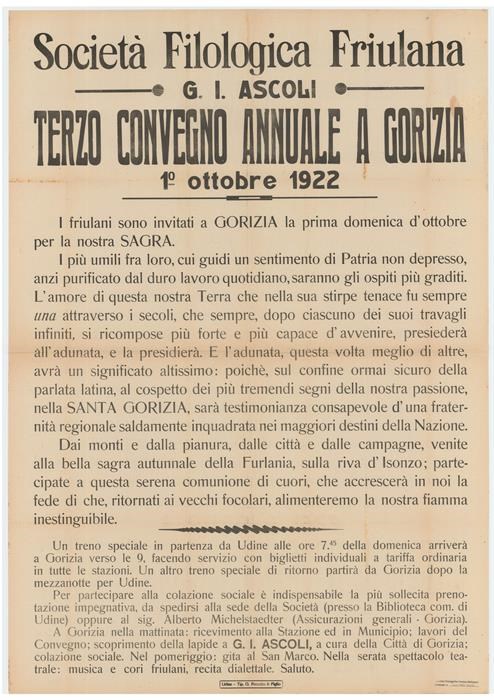 Società Filologica Friulana
G. I. ASCOLI
TERZO CONVEGNO ANNUALE A GORIZIA
1º ottobre 1922
I friulani sono invitati a GORIZIA la prima domenica d'ottobre
per la nostra SAGRA.
I più umili fra loro, cui guidi un sentimento di Patria non depresso,
anzi purificato dal duro lavoro quotidiano, saranno gli ospiti più graditi.
L'amore di questa nostra Terra che nella sua stirpe tenace fu sempre
una attraverso i secoli, che sempre, dopo ciascuno dei suoi travagli
infiniti, si ricompose più forte e più capace d'avvenire, presiederà
all'adunata, e la presidierà. E l'adunata, questa volta meglio di altre,
avrà un significato altissimo: poichè, sul confine ormai sicuro della
parlata latina, al cospetto dei più tremendi segni della nostra passione,
nella SANTA GORIZIA, sarà testimonianza consapevole d'una frater-
nità regionale saldamente inquadrata nei maggiori destini della Nazione.
Dai monti e dalla pianura, dalle città e dalle campagne, venite
alla bella sagra autunnale della Furlania, sulla riva d'Isonzo; parte-
cipate a questa serena comunione di cuori, che accrescerà in noi la
fede di che, ritornati ai vecchi focolari, alimenteremo la nostra fiamma
inestinguibile.
Un treno speciale in partenza da Udine alle ore 7.45 della domenica arriverà
a Gorizia verso le 9, facendo servizio con biglietti individuali a tariffa ordinaria
in tutte le stazioni. Un altro treno speciale di ritorno partirà da Gorizia dopo la
mezzanotte per Udine.
Per partecipare alla colazione sociale è indispensabile la più sollecita preno-
tazione impegnativa, da spedirsi alla sede della Società (presso la Biblioteca com. di
Udine) oppure al sig. Alberto Michelstaedter (Assicurazioni generali - Gorizia).
A Gorizia nella mattinata: ricevimento alla Stazione ed in Municipio; lavori del
Convegno; scoprimento della lapide a G. I. ASCOLI, a cura della Città di Gorizia;
colazione sociale. Nel pomeriggio: gita al San Marco. Nella serata spettacolo tea-
trale: musica e cori friulani, recita dialettale. Saluto.
Udine - Tip. G. Percotto & Figlio